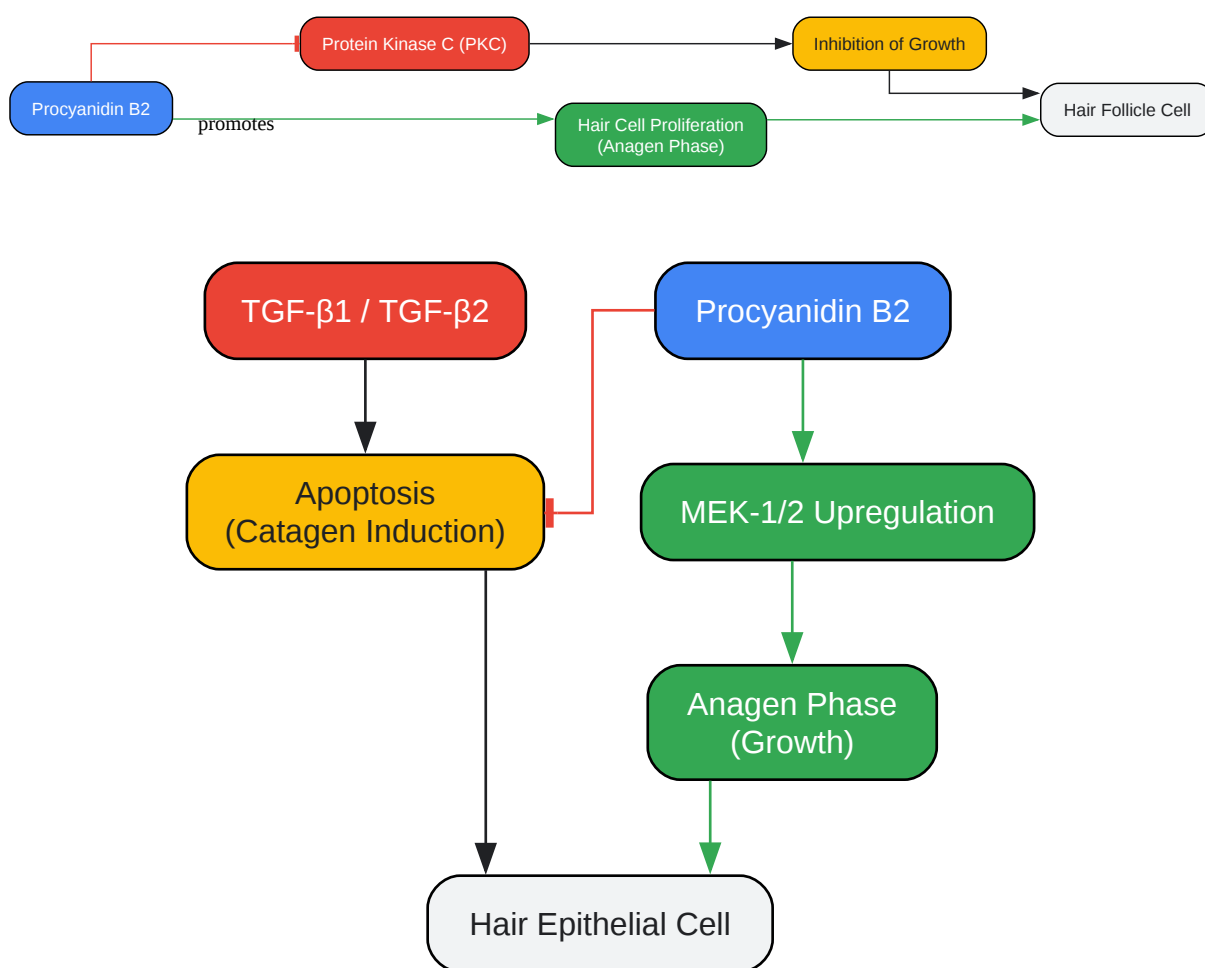 Protein Kinase C (PKC)
Inhibition of Growth
Procyanidin B2
promotes
Hair Cell Proliferation
(Anagen Phase)
Hair Follicle Cell
TGF-β1 / TGF-β2
Procyanidin B2
Apoptosis
(Catagen Induction)
MEK-1/2 Upregulation
Anagen Phase
(Growth)
Hair Epithelial Cell